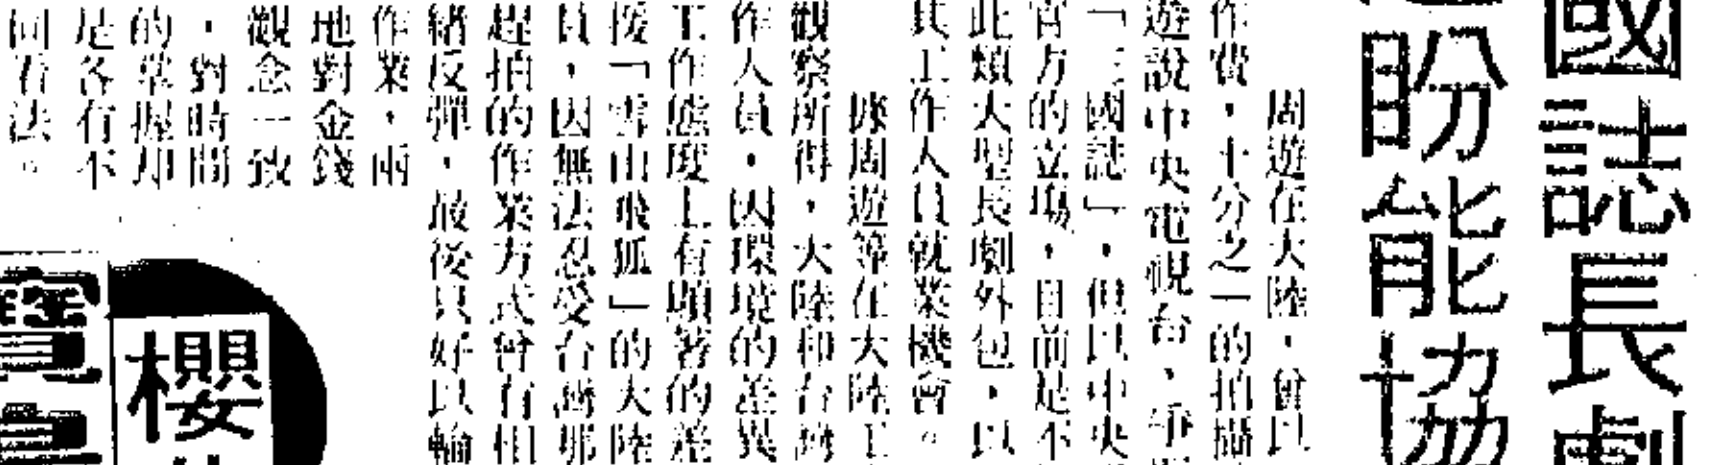 國誌長劇
盼能協
周遊在大陸，曾以
作費，十分之一的拍攝
遊說中央電視台，爭
「三國誌」，但以中央
官方的立場，目前是不
此類大型長劇外包，以
其工作人員就業機會。
據周遊等在大陸工
觀察所得，大陸和台灣
作人員，因環境的差異
工作態度上有顯著的差
援「雪山飛狐」的大陸
員，因無法忍受台灣那
趕拍的作業方式曾有相
緒反彈，最後只好以輪
作業，兩
地對金錢
觀念一致
，對時間
的掌握却
是各有不
同看法。
櫻